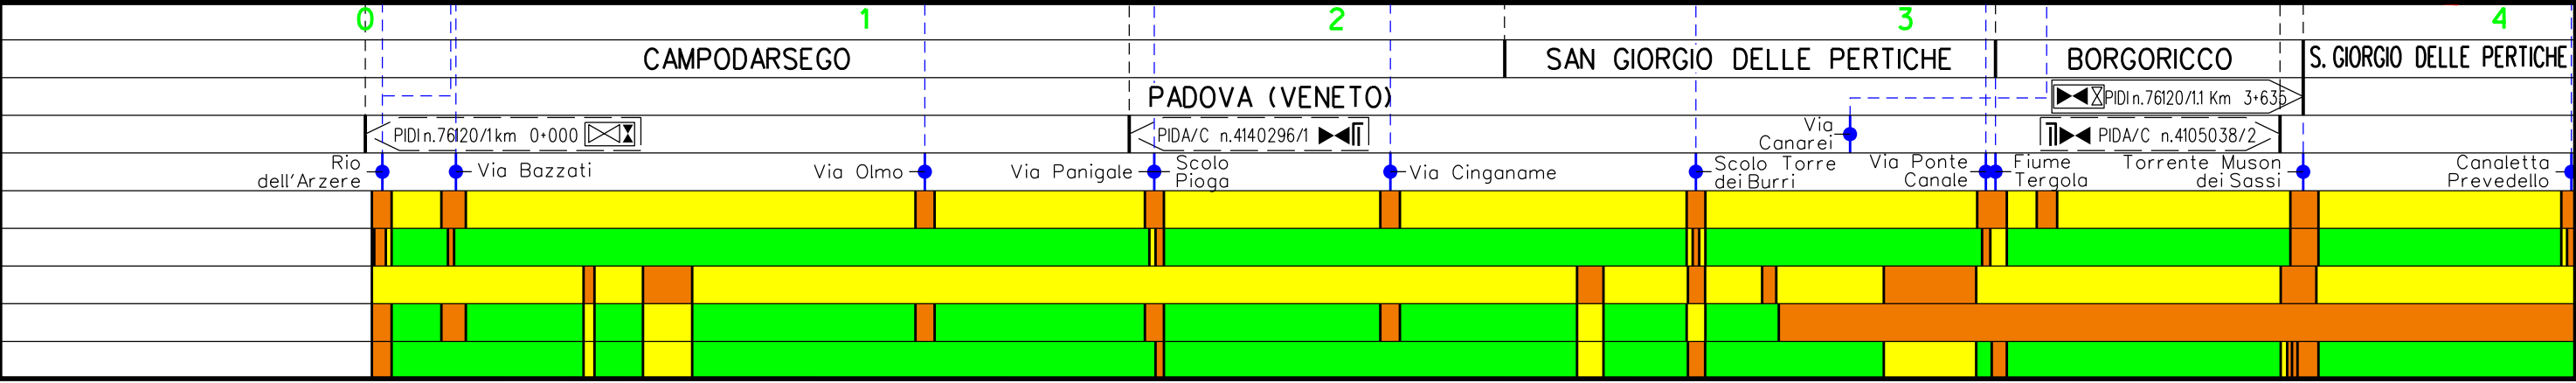 0 1 2 3 4
CAMPODARSEGO SAN GIORGIO DELLE PERTICHE BORGORICCO S. GIORGIO DELLE PERTICHE
PADOVA (VENETO) PIDI n.76120/1.1 Km 3+635
PIDI n.76120/1 km 0+000 PIDA/C n.4140296/1 Via Canarei PIDA/C n.4105038/2
Rio dell'Arzere
Via Bazzati
Via Olmo
Via Panigale
Scolo Pioga
Via Cinganame
Scolo Torre dei Burri
Via Ponte Canale
Fiume Tergola
Torrente Muson dei Sassi
Canaletta Prevedello